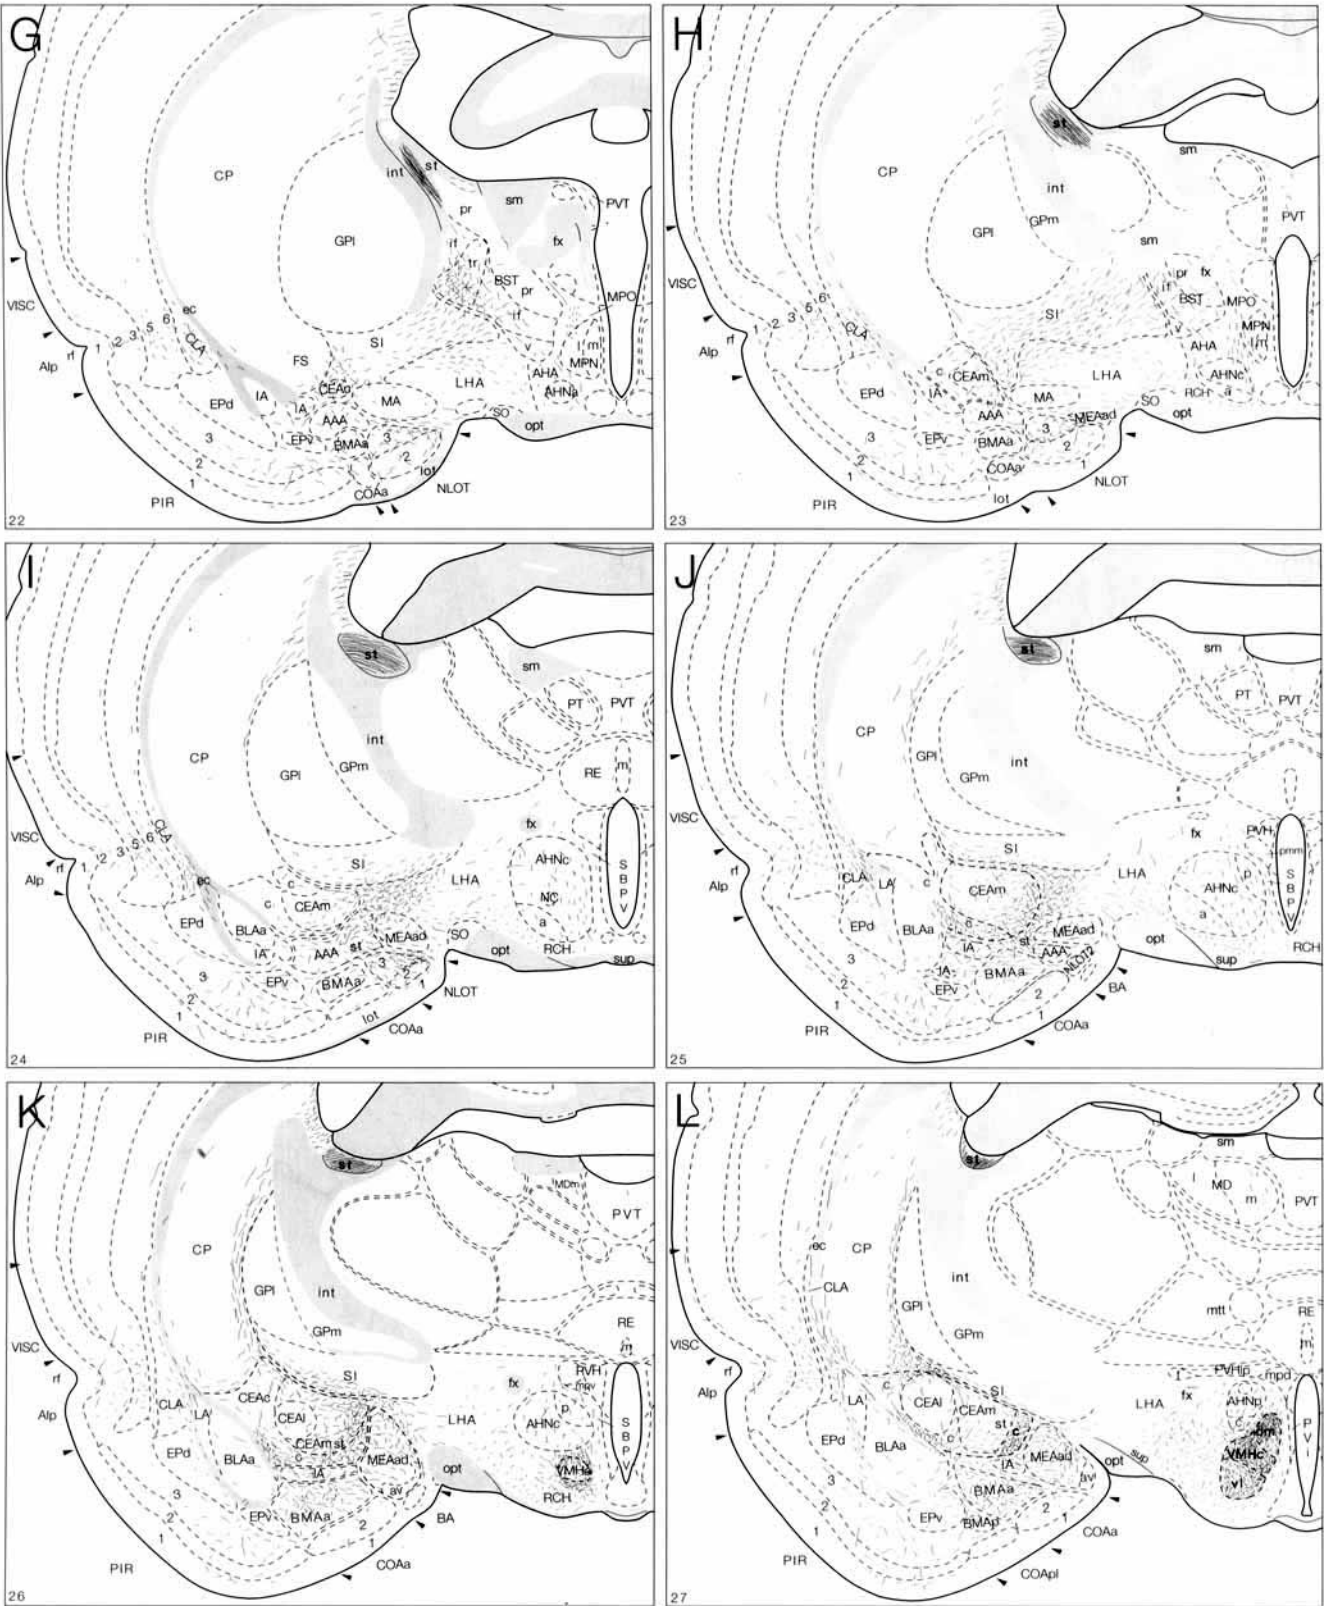 G
CP
GPl
int
st
pr
sm
PVT
if
tr
fx
BST
pr
MPO
if
VISC
ec
1 2 3 5 6
CLA
SI
v
m
l
MPN
Alp
rf
FS
AHA
LHA
AHNa
EPd
IA
IA
MA
AAA
SO
opt
3
EPv
BMAa
3
2
2
lot
1
COAa
NLOT
PIR
22
H
st
sm
CP
int
GPm
GPl
PVT
sm
pr
fx
if
BST
MPO
VISC
1 2 3 5 6
CLA
SI
MPN
l
m
v
AHA
Alp
rf
c
CEAm
LHA
AHNc
EPd
IA
MA
RCH
a
SO
AAA
MEAad
opt
3
EPv
BMAa
3
2
2
COAa
1
1
lot
NLOT
PIR
23
I
st
sm
PT
PVT
int
CP
GPl
GPm
RE
m
VISC
1 2 3 5 6
CLA
fx
SI
AHNc
S
B
P
V
rf
Alp
ec
c
c
CEAm
LHA
NC
EPd
BLAa
a
MEAad
SO
IA
AAA
st
opt
RCH
3
3
sup
EPv
BMAa
2
2
1
1
NLOT
lot
COAa
PIR
24
J
st
sm
PT
PVT
CP
GPl
int
GPm
VISC
fx
PVH
SI
pmm
S
B
P
V
rf
Alp
CLA
LA
c
CEAm
LHA
p
AHNc
EPd
BLAa
c
a
MEAad
IA
st
AAA
opt
RCH
3
sup
IA
BMAa
NLOT2
2
EPv
2
BA
1
1
COAa
PIR
25
K
st
MDm
PVT
CP
GPl
int
GPm
RE
m
VISC
rf
SI
fx
PVH
mpv
CLA
LA
CEAc
CEAl
p
Alp
LHA
AHNc
S
B
P
V
EPd
BLAa
CEAm
st
c
IA
MEAad
opt
VMHa
3
av
RCH
2
EPv
BMAa
2
BA
1
1
COAa
PIR
26
L
st
sm
l
MD
m
PVT
ec
CP
CLA
int
GPl
mtt
RE
GPm
m
VISC
rf
PVHlp
mpd
f
Alp
c
SI
fx
LA
CEAl
CEAm
LHA
AHNp
st
c
c
dm
EPd
BLAa
c
P
V
IA
MEAad
opt
sup
VMHc
3
av
vl
BMAa
2
EPv
BMAp
2
1
1
COAa
PIR
COApl
27